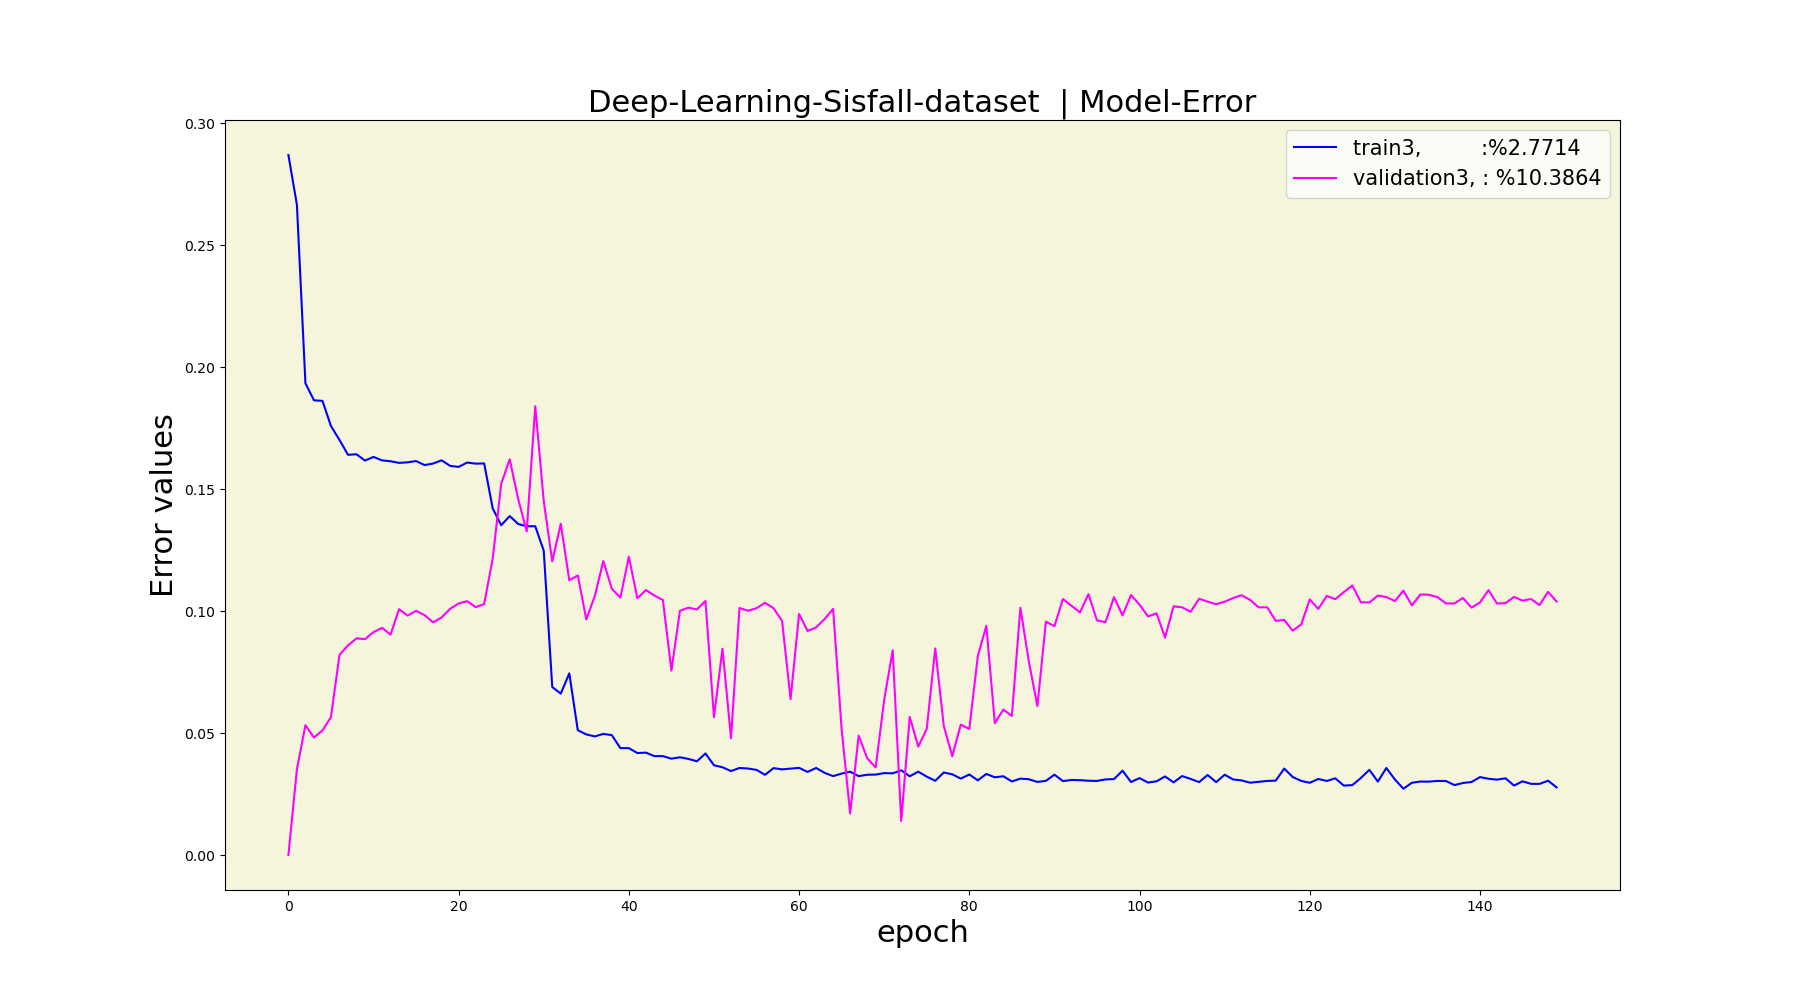 Deep-Learning-Sisfall-dataset | Model-Error
train3, :%2.7714
validation3, : %10.3864
Error values
0.30
0.25
0.20
0.15
0.10
0.05
0.00
0 20 40 60 80 100 120 140
epoch